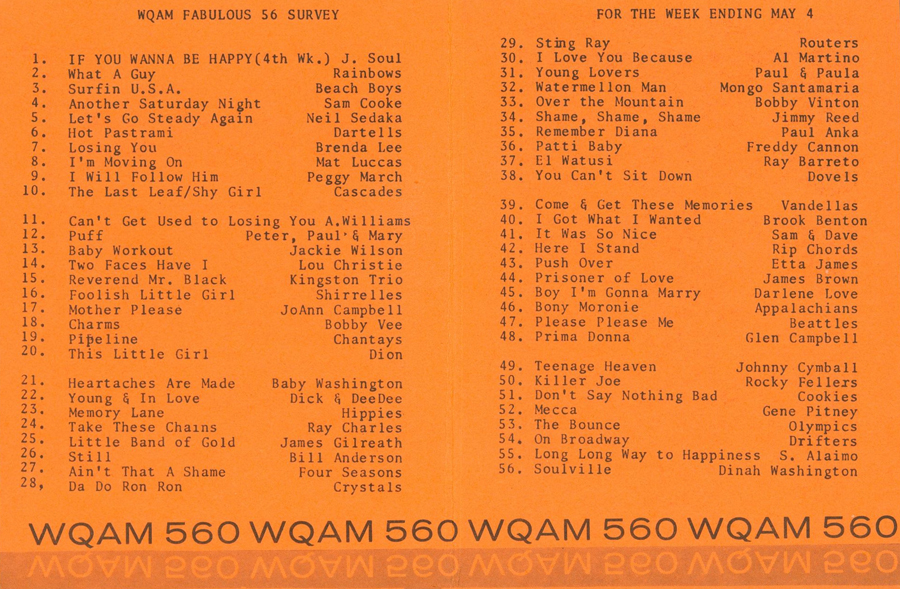 WQAM FABULOUS 56 SURVEY
1. IF YOU WANNA BE HAPPY(4th Wk.) J. Soul
2. What A Guy Rainbows
3. Surfin U.S.A. Beach Boys
4. Another Saturday Night Sam Cooke
5. Let's Go Steady Again Neil Sedaka
6. Hot Pastrami Dartells
7. Losing You Brenda Lee
8. I'm Moving On Mat Luccas
9. I Will Follow Him Peggy March
10. The Last Leaf/Shy Girl Cascades
11. Can't Get Used to Losing You A.Williams
12. Puff Peter, Paul & Mary
13. Baby Workout Jackie Wilson
14. Two Faces Have I Lou Christie
15. Reverend Mr. Black Kingston Trio
16. Foolish Little Girl Shirrelles
17. Mother Please JoAnn Campbell
18. Charms Bobby Vee
19. Pipeline Chantays
20. This Little Girl Dion
21. Heartaches Are Made Baby Washington
22. Young & In Love Dick & DeeDee
23. Memory Lane Hippies
24. Take These Chains Ray Charles
25. Little Band of Gold James Gilreath
26. Still Bill Anderson
27. Ain't That A Shame Four Seasons
28, Da Do Ron Ron Crystals
FOR THE WEEK ENDING MAY 4
29. Sting Ray Routers
30. I Love You Because Al Martino
31. Young Lovers Paul & Paula
32. Watermellon Man Mongo Santamaria
33. Over the Mountain Bobby Vinton
34. Shame, Shame, Shame Jimmy Reed
35. Remember Diana Paul Anka
36. Patti Baby Freddy Cannon
37. El Watusi Ray Barreto
38. You Can't Sit Down Dovels
39. Come & Get These Memories Vandellas
40. I Got What I Wanted Brook Benton
41. It Was So Nice Sam & Dave
42. Here I Stand Rip Chords
43. Push Over Etta James
44. Prisoner of Love James Brown
45. Boy I'm Gonna Marry Darlene Love
46. Bony Moronie Appalachians
47. Please Please Me Beattles
48. Prima Donna Glen Campbell
49. Teenage Heaven Johnny Cymball
50. Killer Joe Rocky Fellers
51. Don't Say Nothing Bad Cookies
52. Mecca Gene Pitney
53. The Bounce Olympics
54. On Broadway Drifters
55. Long Long Way to Happiness S. Alaimo
56. Soulville Dinah Washington
WQAM 560 WQAM 560 WQAM 560 WQAM 560
WQAM 560 WQAM 560 WQAM 560 WQAM 560